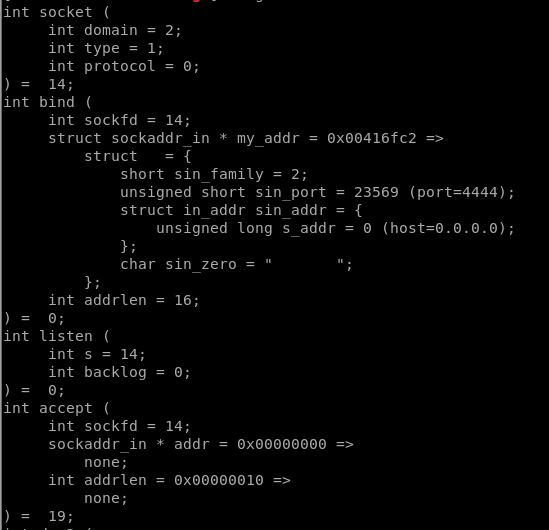 int socket (
     int domain = 2;
     int type = 1;
     int protocol = 0;
) =  14;
int bind (
     int sockfd = 14;
     struct sockaddr_in * my_addr = 0x00416fc2 =>
         struct   = {
             short sin_family = 2;
             unsigned short sin_port = 23569 (port=4444);
             struct in_addr sin_addr = {
                 unsigned long s_addr = 0 (host=0.0.0.0);
             };
             char sin_zero = "       ";
         };
     int addrlen = 16;
) =  0;
int listen (
     int s = 14;
     int backlog = 0;
) =  0;
int accept (
     int sockfd = 14;
     sockaddr_in * addr = 0x00000000 =>
         none;
     int addrlen = 0x00000010 =>
         none;
) =  19;